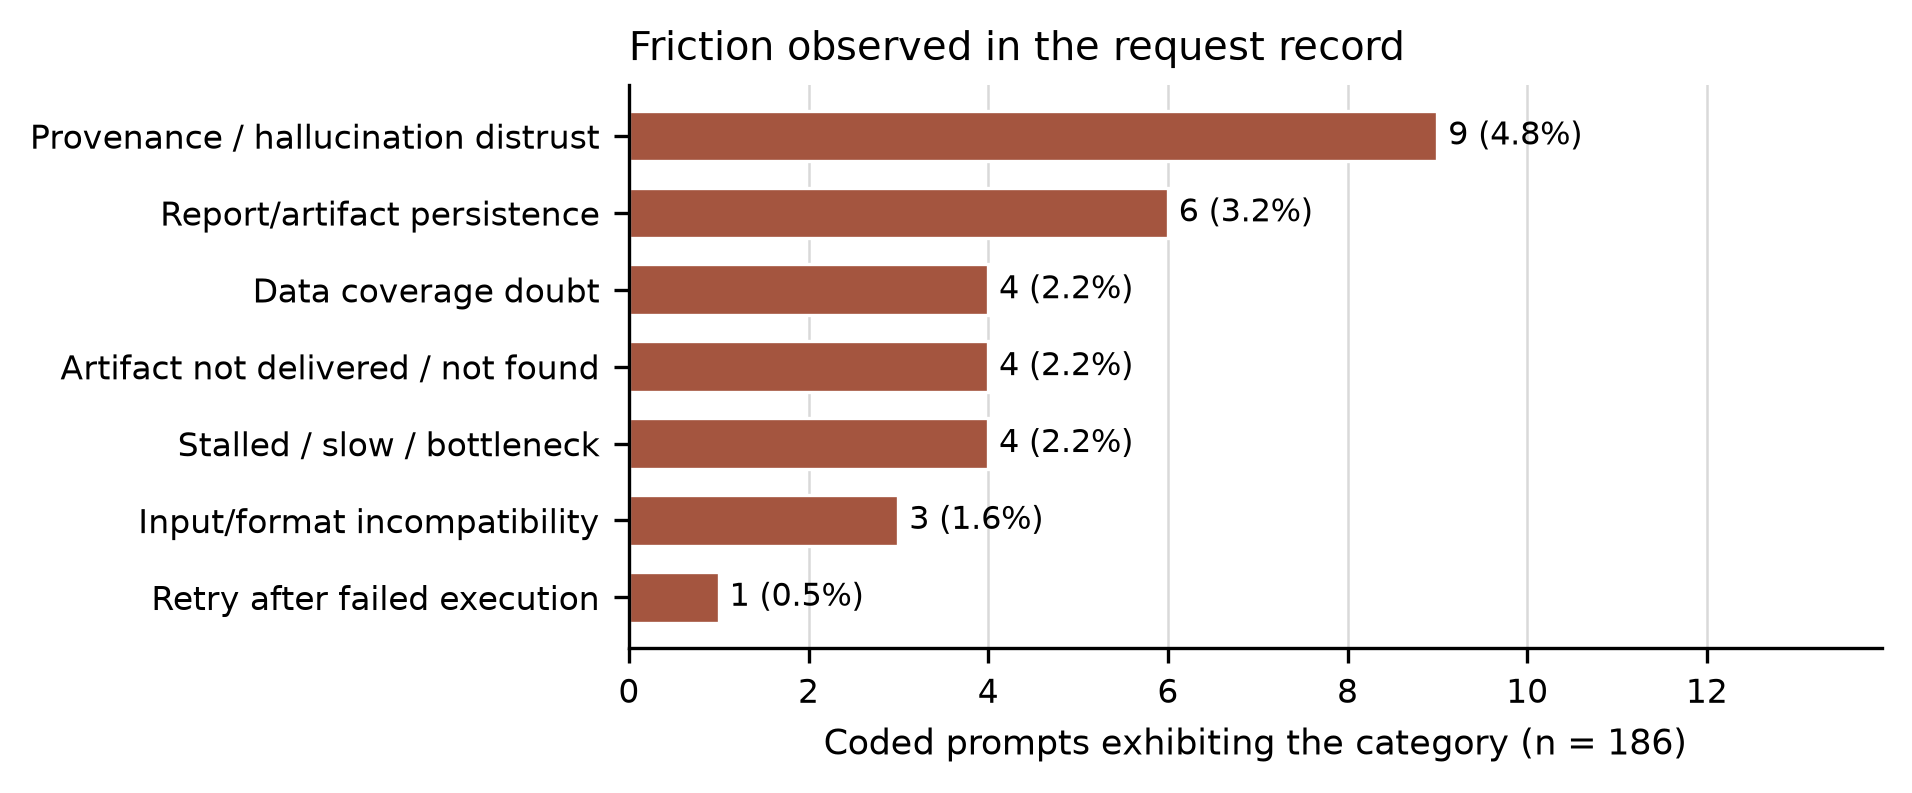 Friction observed in the request record
Provenance / hallucination distrust 9 (4.8%)
Report/artifact persistence 6 (3.2%)
Data coverage doubt 4 (2.2%)
Artifact not delivered / not found 4 (2.2%)
Stalled / slow / bottleneck 4 (2.2%)
Input/format incompatibility 3 (1.6%)
Retry after failed execution 1 (0.5%)
0 2 4 6 8 10 12
Coded prompts exhibiting the category (n = 186)